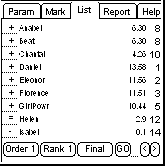 Param Mark List Report Help
+ Anabel 6.30 8
+ Beat 6.30 8
+ Chantal 4.26 10
+ Daniel 13.58 1
+ Eleonor 11.56 2
+ Florence 11.51 3
+ GirlPowr 10.44 5
= Helen 2.9 12
- Isabel 0.1 14
Order 1 Rank 1 Final GO < >